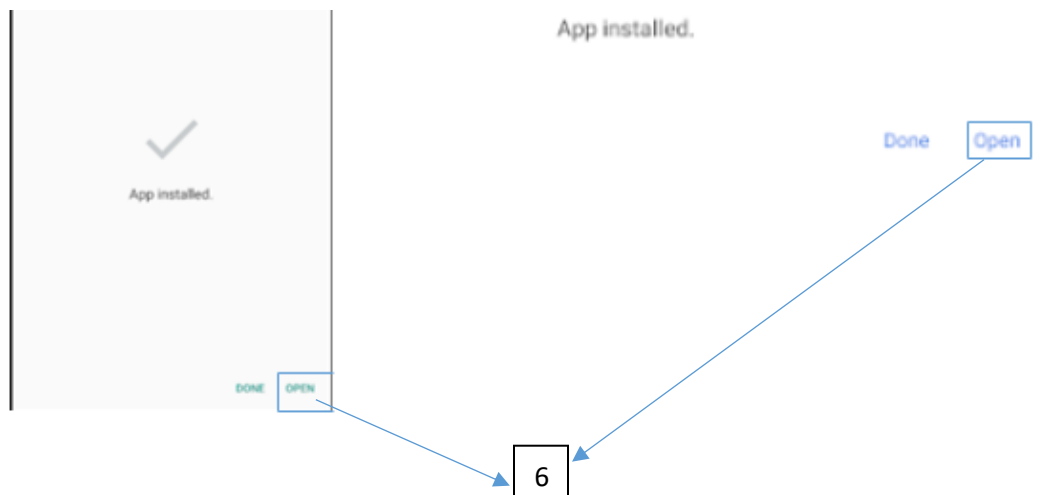 App installed.
Done Open
App installed.
DONE OPEN
6